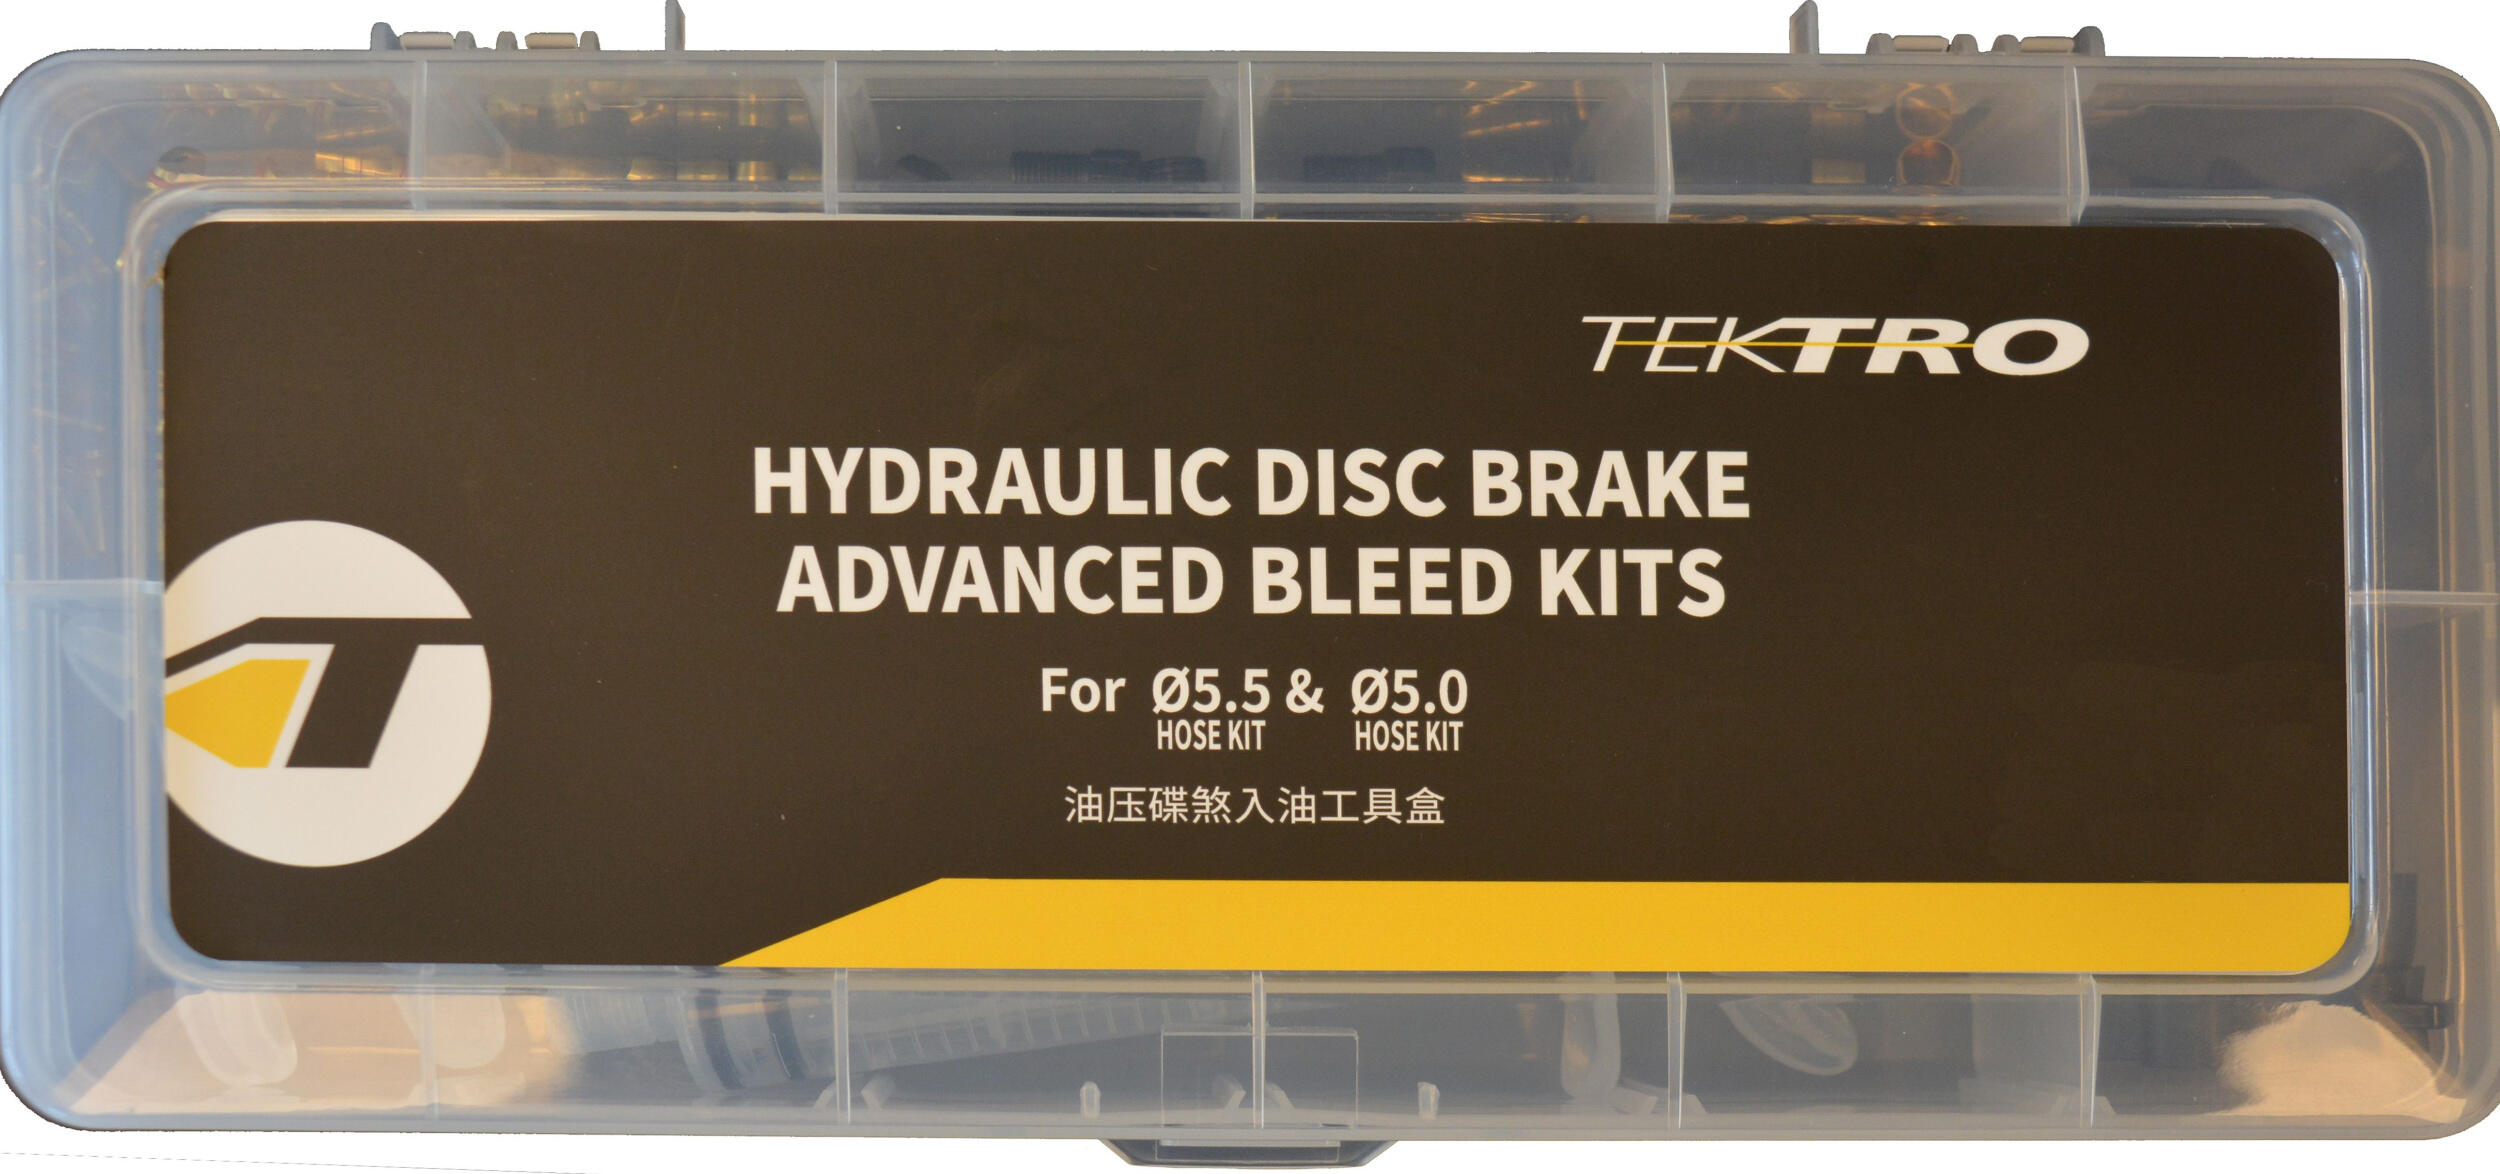 TEKTRO
HYDRAULIC DISC BRAKE
ADVANCED BLEED KITS
For Ø5.5 & Ø5.0
HOSE KIT HOSE KIT
油压碟煞入油工具盒